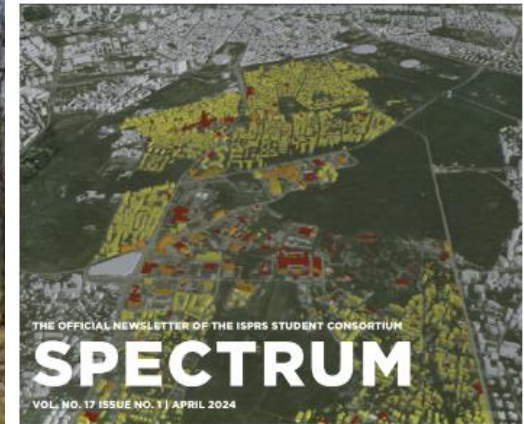 THE OFFICIAL NEWSLETTER OF THE ISPRS STUDENT CONSORTIUM
SPECTRUM
VOL. NO. 17 ISSUE NO. 1 | APRIL 2024